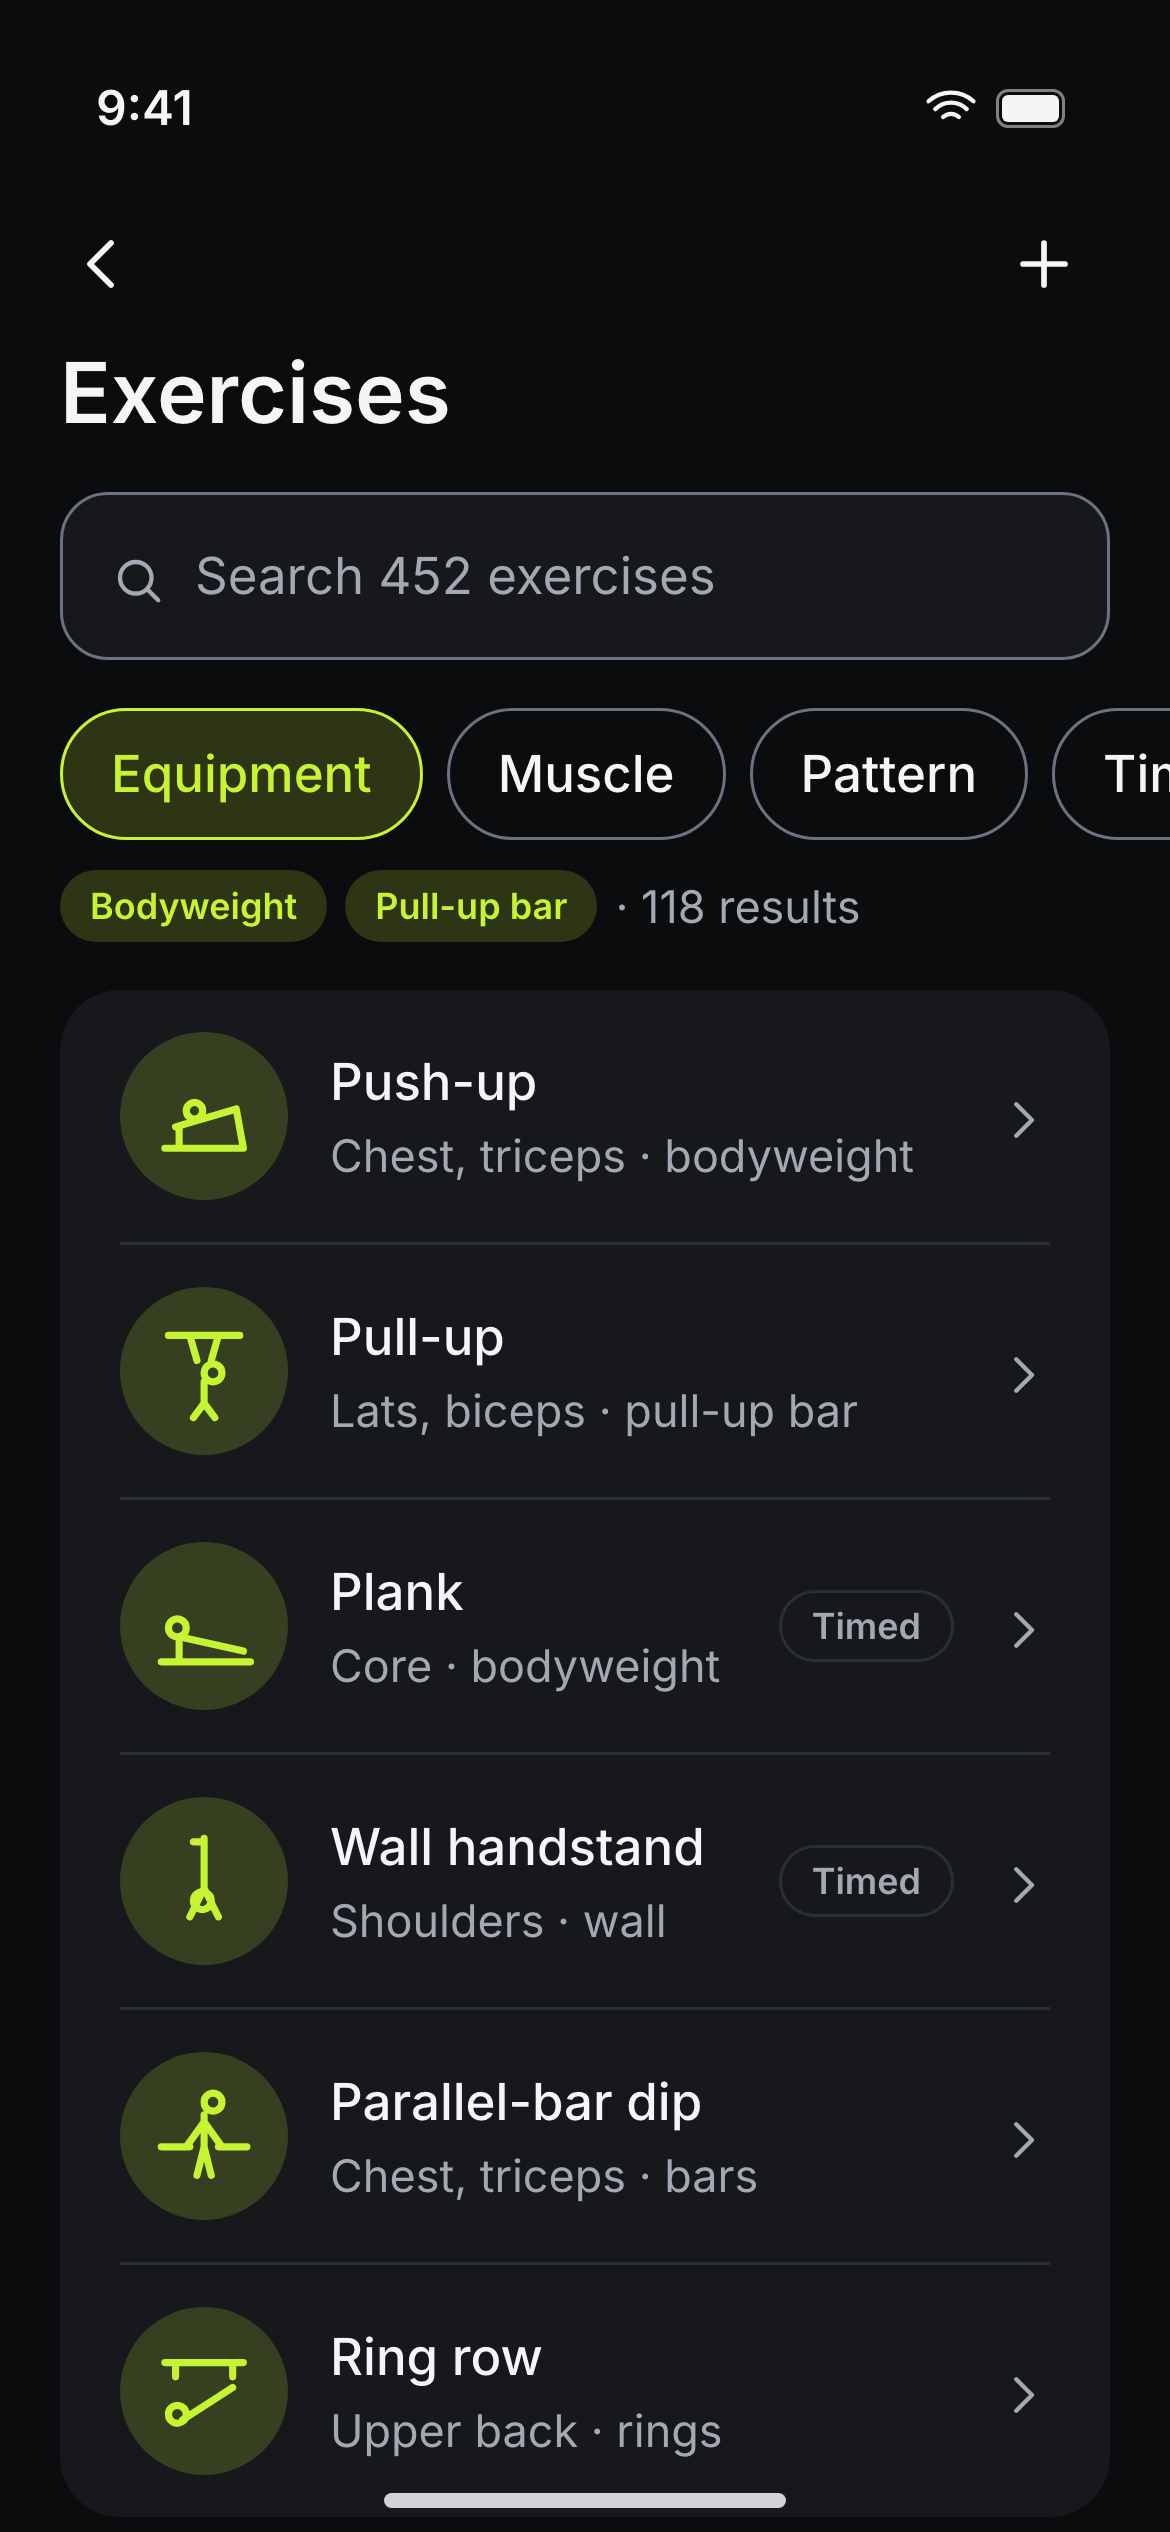 9:41
Exercises
Search 452 exercises
Equipment Muscle Pattern
Bodyweight Pull-up bar · 118 results
Push-up
Chest, triceps · bodyweight
Pull-up
Lats, biceps · pull-up bar
Plank
Timed
Core · bodyweight
Wall handstand
Timed
Shoulders · wall
Parallel-bar dip
Chest, triceps · bars
Ring row
Upper back · rings